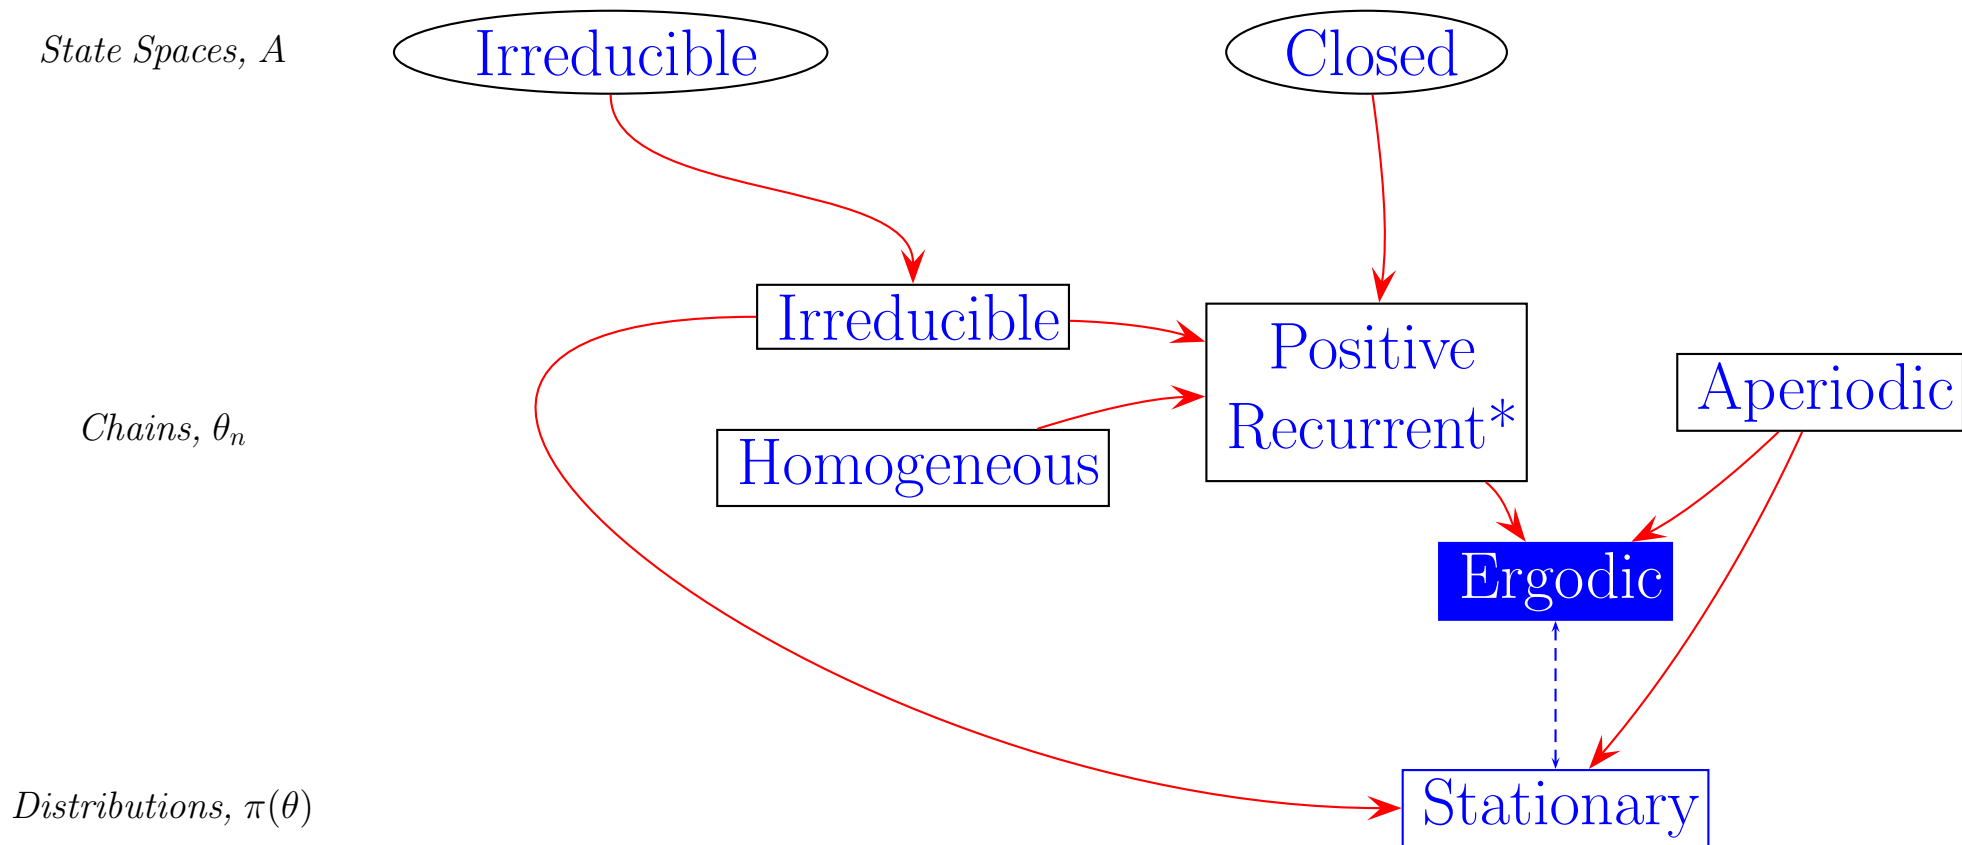 State Spaces, A
Irreducible
Closed
Irreducible
Positive
Recurrent*
Aperiodic
Chains, θₙ
Homogeneous
Ergodic
Distributions, π(θ)
Stationary